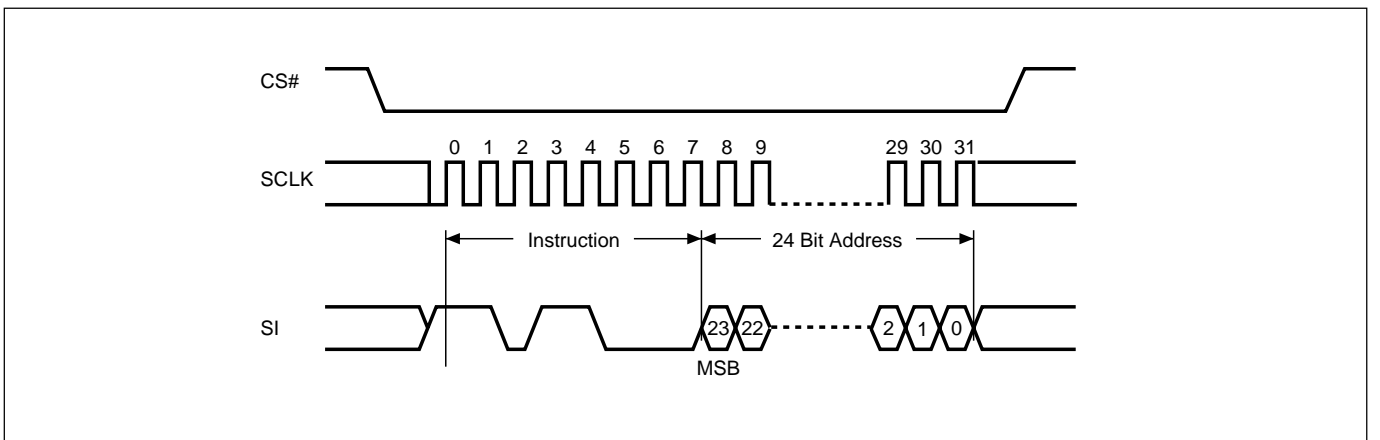 CS#
0 1 2 3 4 5 6 7 8 9 29 30 31
SCLK
Instruction 24 Bit Address
SI 23 22 2 1 0
MSB